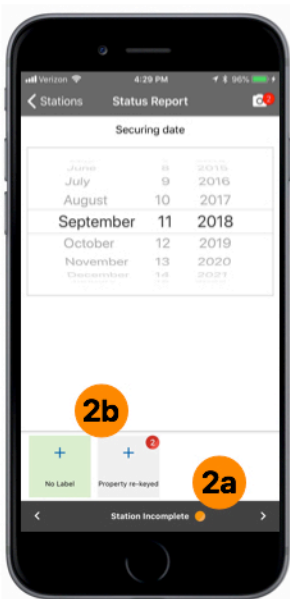 Verizon 4:29 PM 96%
Stations Status Report 2
Securing date
June 8 2015
July 9 2016
August 10 2017
September 11 2018
October 12 2019
November 13 2020
December 14 2021
2b
2
+ +
No Label Property re-keyed
2a
< Station Incomplete >